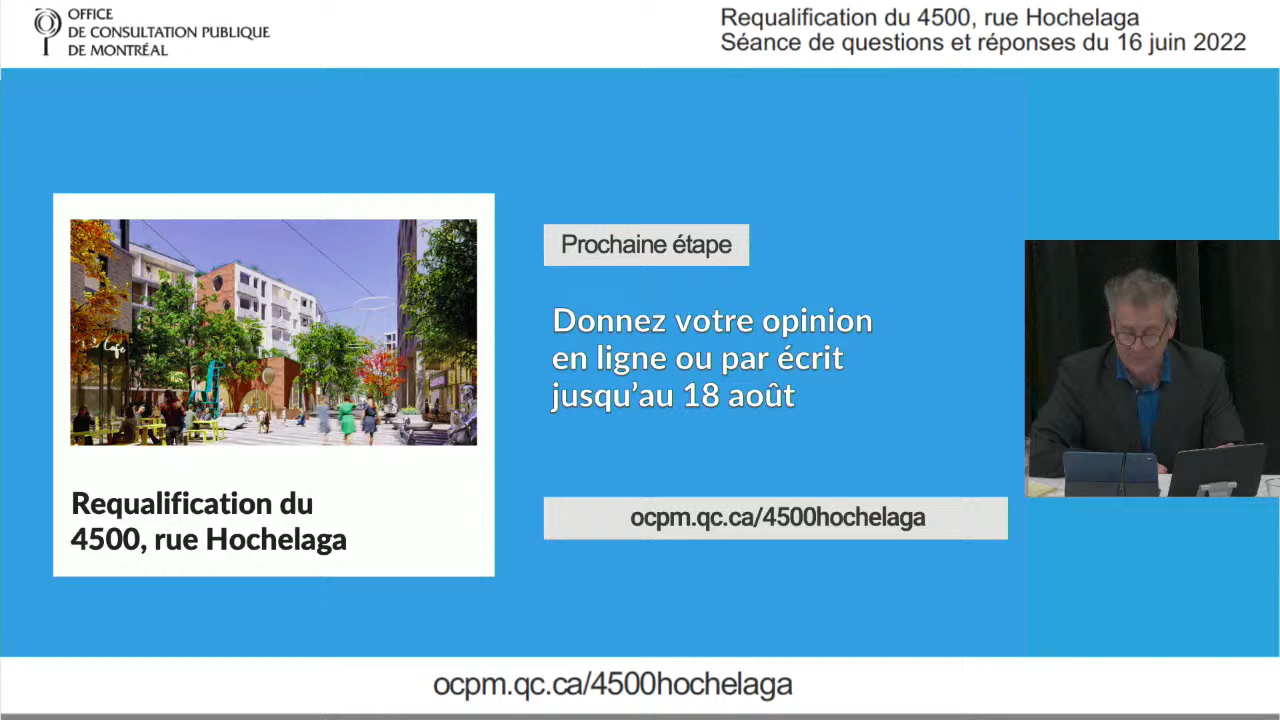 OFFICE
DE CONSULTATION PUBLIQUE
DE MONTRÉAL
Requalification du 4500, rue Hochelaga
Séance de questions et réponses du 16 juin 2022
Café
Prochaine étape
Donnez votre opinion
en ligne ou par écrit
jusqu'au 18 août
Requalification du
4500, rue Hochelaga
ocpm.qc.ca/4500hochelaga
ocpm.qc.ca/4500hochelaga